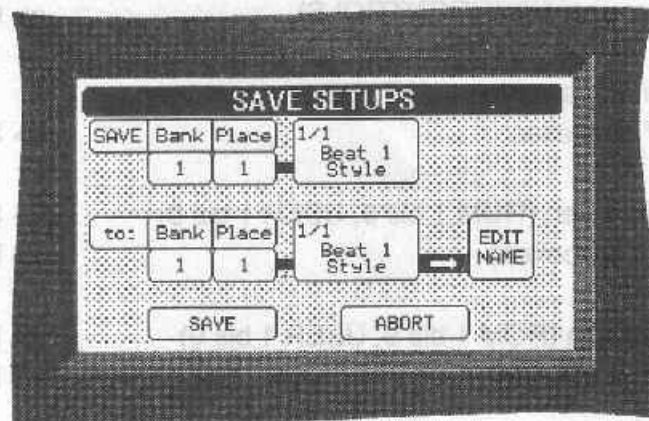 SAVE SETUPS
SAVE Bank Place 1/1
1 1 Beat 1
Style
to: Bank Place 1/1
1 1 Beat 1
Style
EDIT
NAME
SAVE ABORT